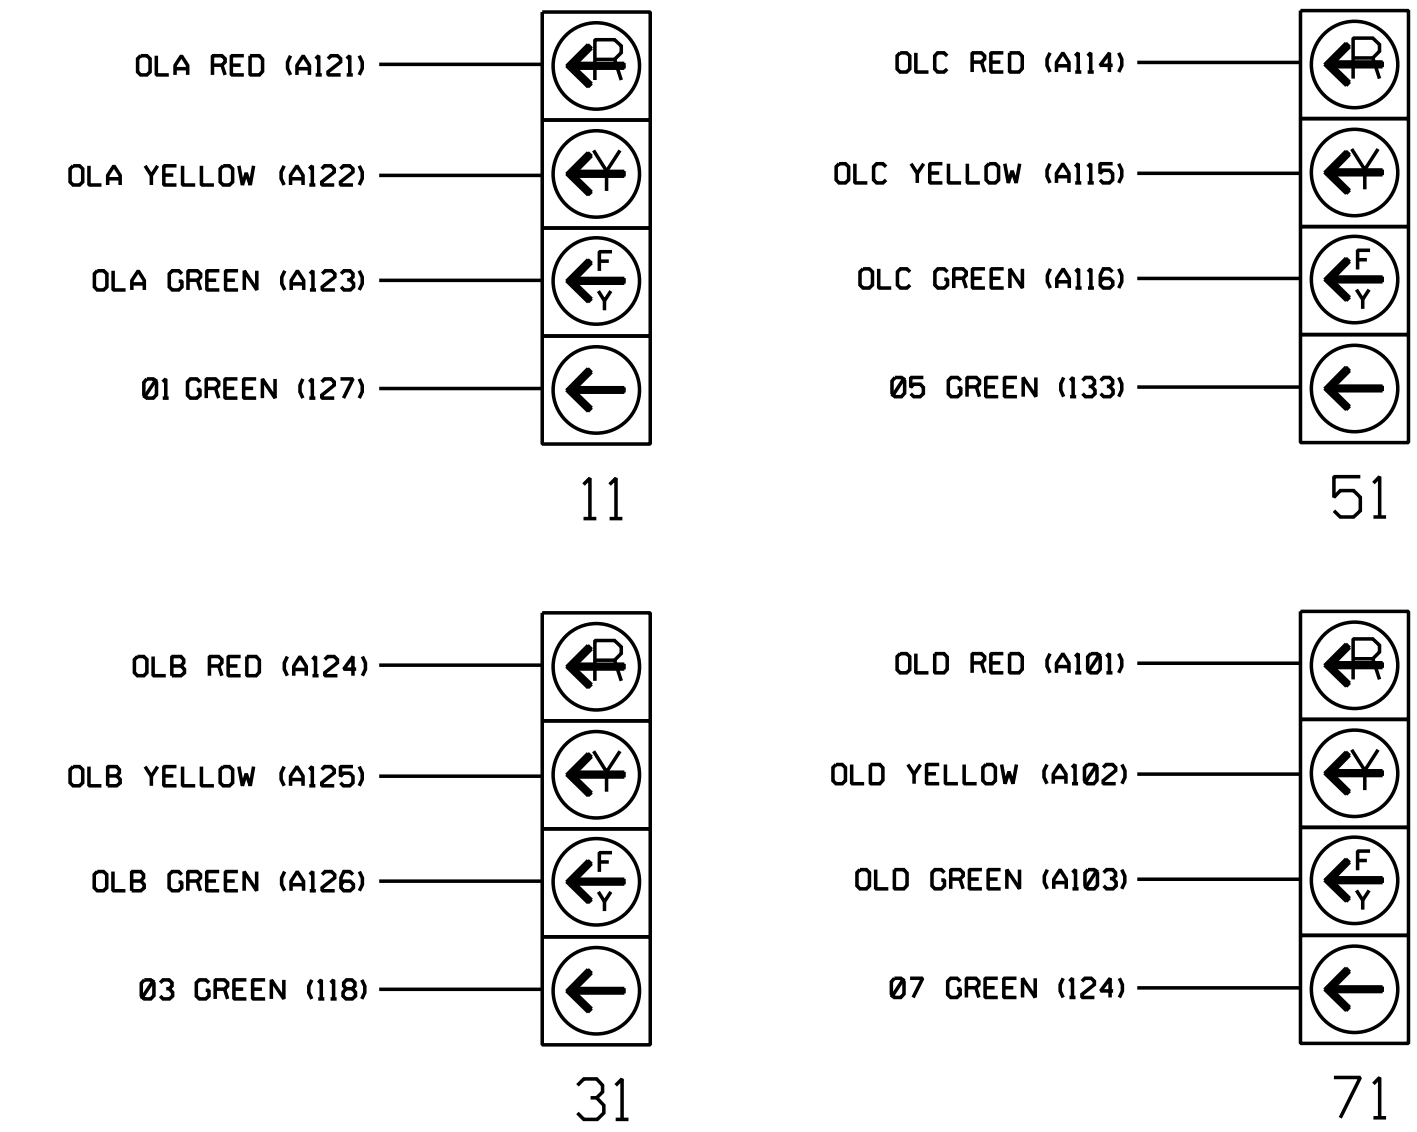 OLA RED (A121)
R
OLA YELLOW (A122)
Y
OLA GREEN (A123)
F
Y
Ø1 GREEN (127)
11
OLC RED (A114)
R
OLC YELLOW (A115)
Y
OLC GREEN (A116)
F
Y
Ø5 GREEN (133)
51
OLB RED (A124)
R
OLB YELLOW (A125)
Y
OLB GREEN (A126)
F
Y
Ø3 GREEN (118)
31
OLD RED (A101)
R
OLD YELLOW (A102)
Y
OLD GREEN (A103)
F
Y
Ø7 GREEN (124)
71